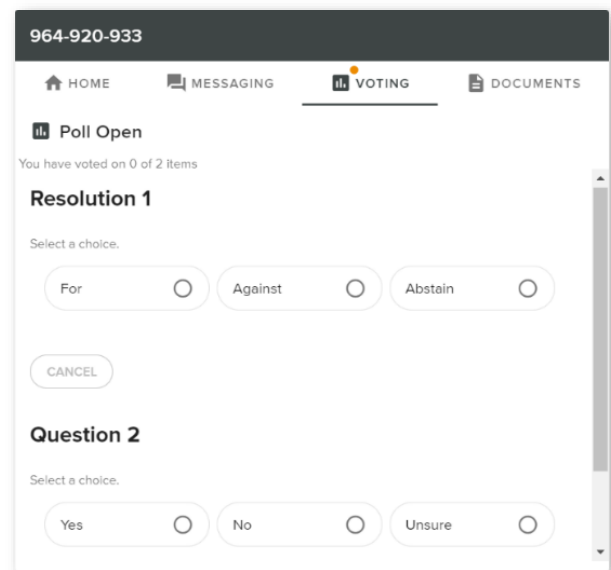 964-920-933
HOME MESSAGING VOTING DOCUMENTS
Poll Open
You have voted on 0 of 2 items
Resolution 1
Select a choice.
For Against Abstain
CANCEL
Question 2
Select a choice.
Yes No Unsure